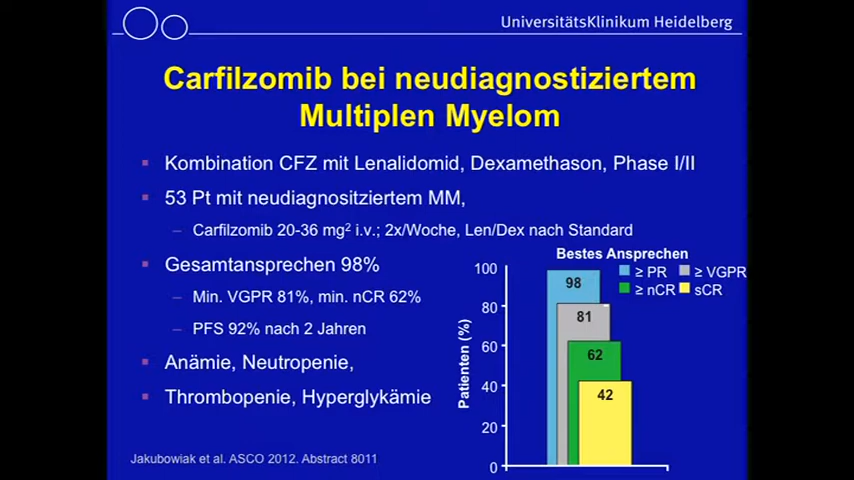 UniversitätsKlinikum Heidelberg
Carfilzomib bei neudiagnostiziertem
Multiplen Myelom
Kombination CFZ mit Lenalidomid, Dexamethason, Phase I/II
53 Pt mit neudiagnositziertem MM,
– Carfilzomib 20-36 mg² i.v.; 2x/Woche, Len/Dex nach Standard
Gesamtansprechen 98%
– Min. VGPR 81%, min. nCR 62%
– PFS 92% nach 2 Jahren
Anämie, Neutropenie,
Thrombopenie, Hyperglykämie
Bestes Ansprechen
≥ PR ≥ VGPR
≥ nCR sCR
Patienten (%)
100
80
60
40
20
0
98
81
62
42
Jakubowiak et al. ASCO 2012. Abstract 8011